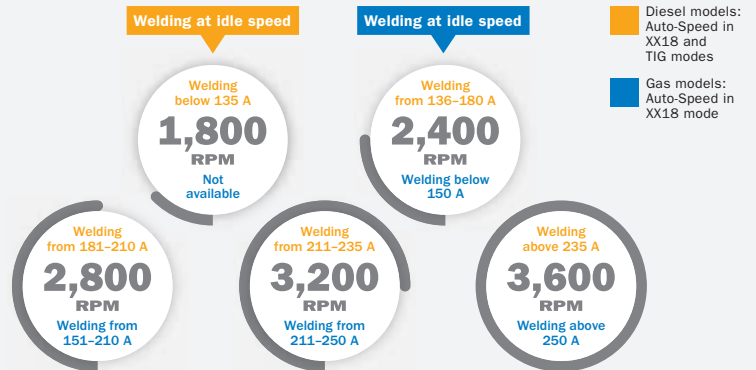 Welding at idle speed
Welding at idle speed
Diesel models:
Auto-Speed in
XX18 and
TIG modes
Gas models:
Auto-Speed in
XX18 mode
Welding
below 135 A
1,800
RPM
Not
available
Welding
from 136–180 A
2,400
RPM
Welding below
150 A
Welding
from 181–210 A
2,800
RPM
Welding from
151–210 A
Welding
from 211–235 A
3,200
RPM
Welding from
211–250 A
Welding
above 235 A
3,600
RPM
Welding above
250 A